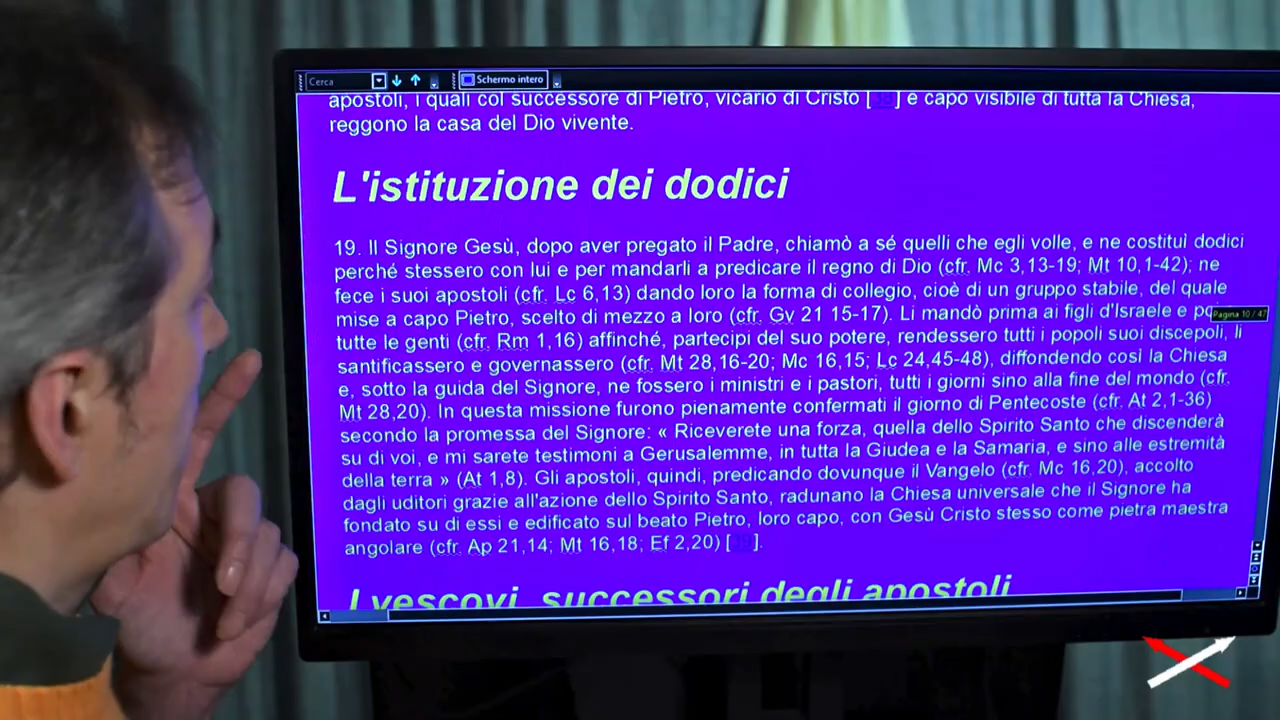 Cerca
Schermo intero
apostoli, i quali col successore di Pietro, vicario di Cristo [38] e capo visibile di tutta la Chiesa,
reggono la casa del Dio vivente.
L'istituzione dei dodici
19. Il Signore Gesù, dopo aver pregato il Padre, chiamò a sé quelli che egli volle, e ne costituì dodici
perché stessero con lui e per mandarli a predicare il regno di Dio (cfr. Mc 3,13-19; Mt 10,1-42); ne
fece i suoi apostoli (cfr. Lc 6,13) dando loro la forma di collegio, cioè di un gruppo stabile, del quale
mise a capo Pietro, scelto di mezzo a loro (cfr. Gv 21 15-17). Li mandò prima ai figli d'Israele e po
Pagina 10 / 47
tutte le genti (cfr. Rm 1,16) affinché, partecipi del suo potere, rendessero tutti i popoli suoi discepoli, li
santificassero e governassero (cfr. Mt 28,16-20; Mc 16,15; Lc 24,45-48), diffondendo così la Chiesa
e, sotto la guida del Signore, ne fossero i ministri e i pastori, tutti i giorni sino alla fine del mondo (cfr.
Mt 28,20). In questa missione furono pienamente confermati il giorno di Pentecoste (cfr. At 2,1-36)
secondo la promessa del Signore: « Riceverete una forza, quella dello Spirito Santo che discenderà
su di voi, e mi sarete testimoni a Gerusalemme, in tutta la Giudea e la Samaria, e sino alle estremità
della terra » (At 1,8). Gli apostoli, quindi, predicando dovunque il Vangelo (cfr. Mc 16,20), accolto
dagli uditori grazie all'azione dello Spirito Santo, radunano la Chiesa universale che il Signore ha
fondato su di essi e edificato sul beato Pietro, loro capo, con Gesù Cristo stesso come pietra maestra
angolare (cfr. Ap 21,14; Mt 16,18; Ef 2,20) [39].
I vescovi, successori degli apostoli